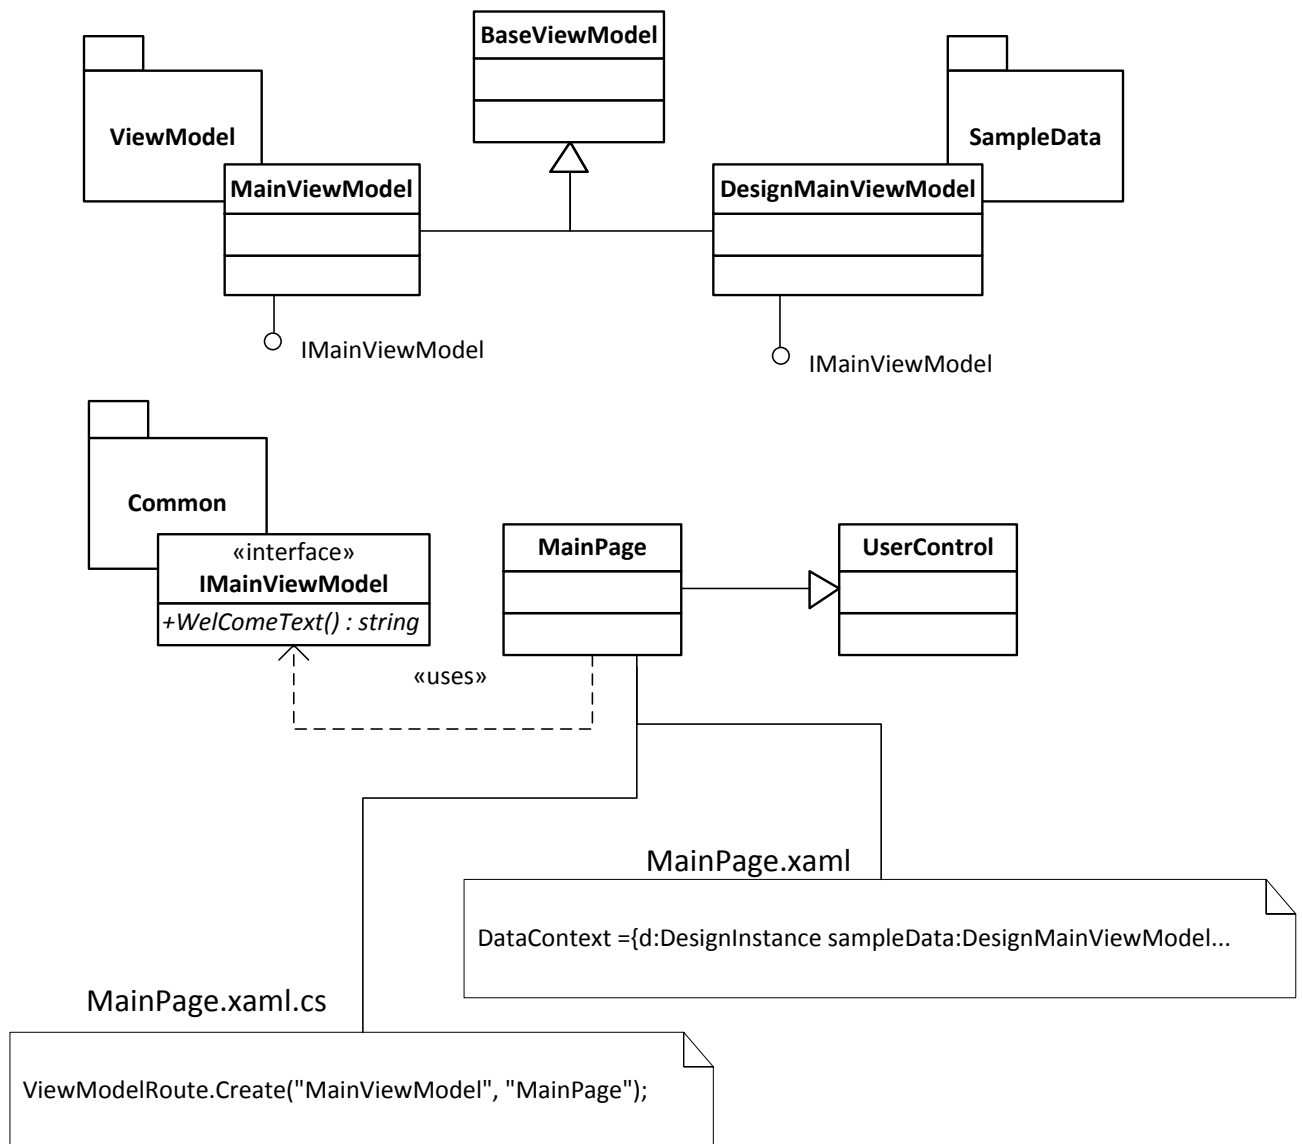 BaseViewModel
ViewModel
SampleData
MainViewModel
DesignMainViewModel
IMainViewModel
IMainViewModel
Common
«interface»
IMainViewModel
+WelComeText() : string
MainPage
UserControl
«uses»
MainPage.xaml
DataContext ={d:DesignInstance sampleData:DesignMainViewModel...
MainPage.xaml.cs
ViewModelRoute.Create("MainViewModel", "MainPage");